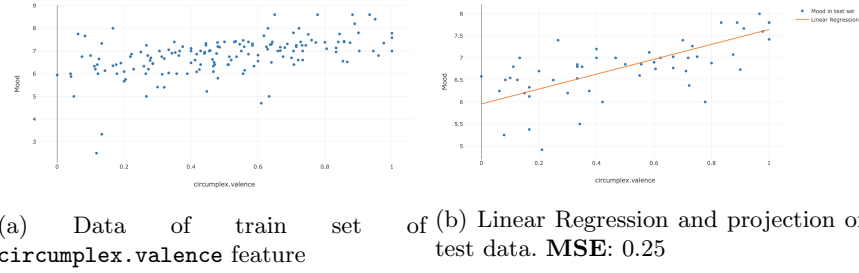 9
8
7
6
5
4
3
Mood
0
0.2
0.4
0.6
0.8
1
circumplex.valence
8
7.5
7
6.5
6
5.5
5
Mood
0
0.2
0.4
0.6
0.8
1
circumplex.valence
Mood in test set
Linear Regression
(a) Data of train set of
circumplex.valence feature
(b) Linear Regression and projection of
test data. MSE: 0.25